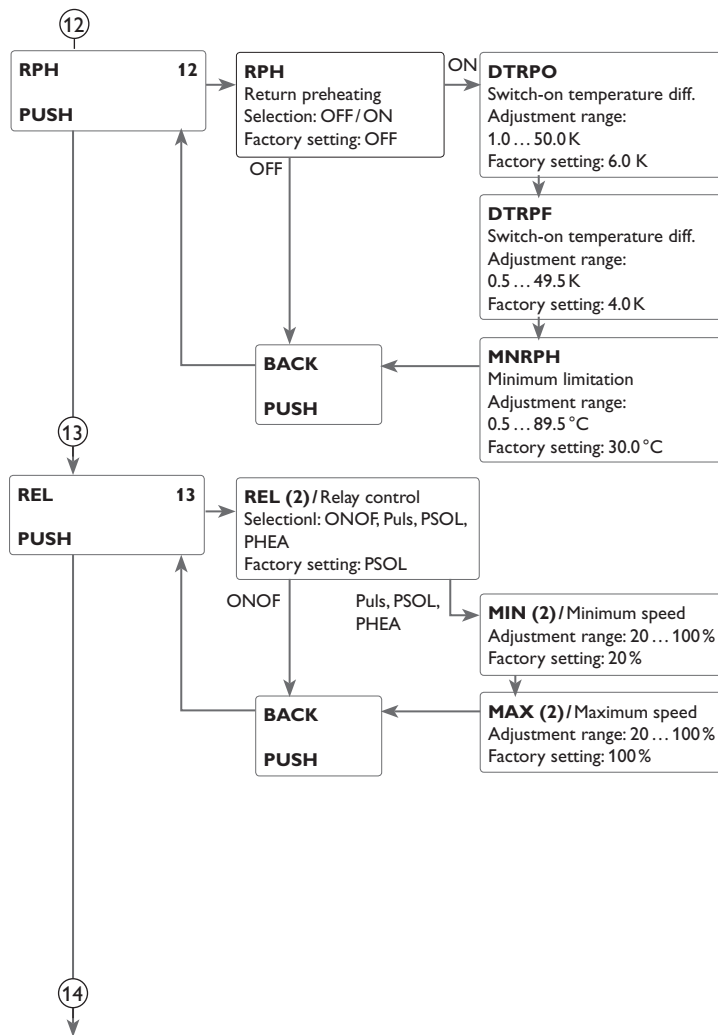 12
RPH 12
PUSH
RPH
Return preheating
Selection: OFF / ON
Factory setting: OFF
ON
OFF
DTRPO
Switch-on temperature diff.
Adjustment range:
1.0 … 50.0 K
Factory setting: 6.0 K
DTRPF
Switch-on temperature diff.
Adjustment range:
0.5 … 49.5 K
Factory setting: 4.0 K
MNRPH
Minimum limitation
Adjustment range:
0.5 … 89.5 °C
Factory setting: 30.0 °C
BACK
PUSH
13
REL 13
PUSH
REL (2) / Relay control
Selectionl: ONOF, Puls, PSOL,
PHEA
Factory setting: PSOL
ONOF
Puls, PSOL,
PHEA
MIN (2) / Minimum speed
Adjustment range: 20 … 100 %
Factory setting: 20 %
MAX (2) / Maximum speed
Adjustment range: 20 … 100 %
Factory setting: 100 %
BACK
PUSH
14